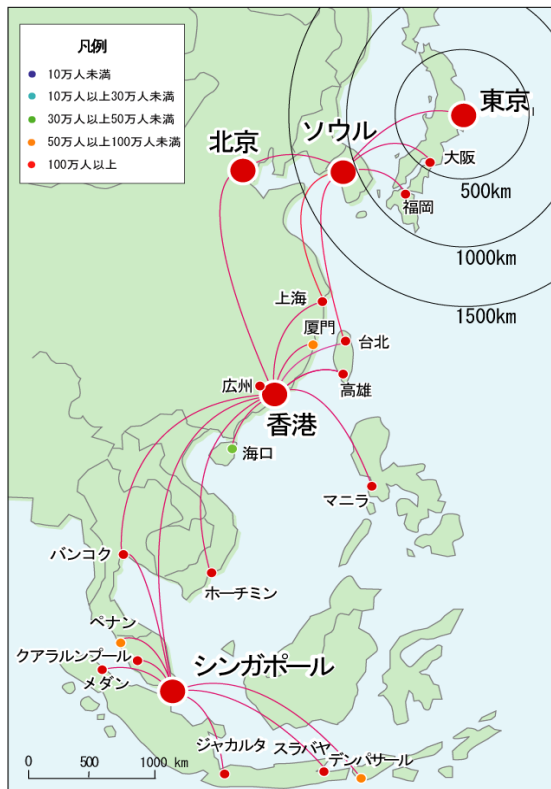 凡例
10万人未満
10万人以上30万人未満
30万人以上50万人未満
50万人以上100万人未満
100万人以上
東京
ソウル
北京
大阪
500km
福岡
1000km
上海
1500km
厦門
台北
広州
高雄
香港
海口
マニラ
バンコク
ホーチミン
ペナン
クアラルンプール
シンガポール
メダン
ジャカルタ
スラバヤ
デンパサール
0 500 1000 km